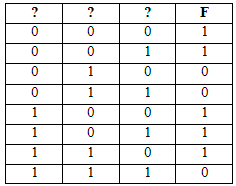 ? ? ? F
0 0 0 1
0 0 1 1
0 1 0 0
0 1 1 0
1 0 0 1
1 0 1 1
1 1 0 1
1 1 1 0